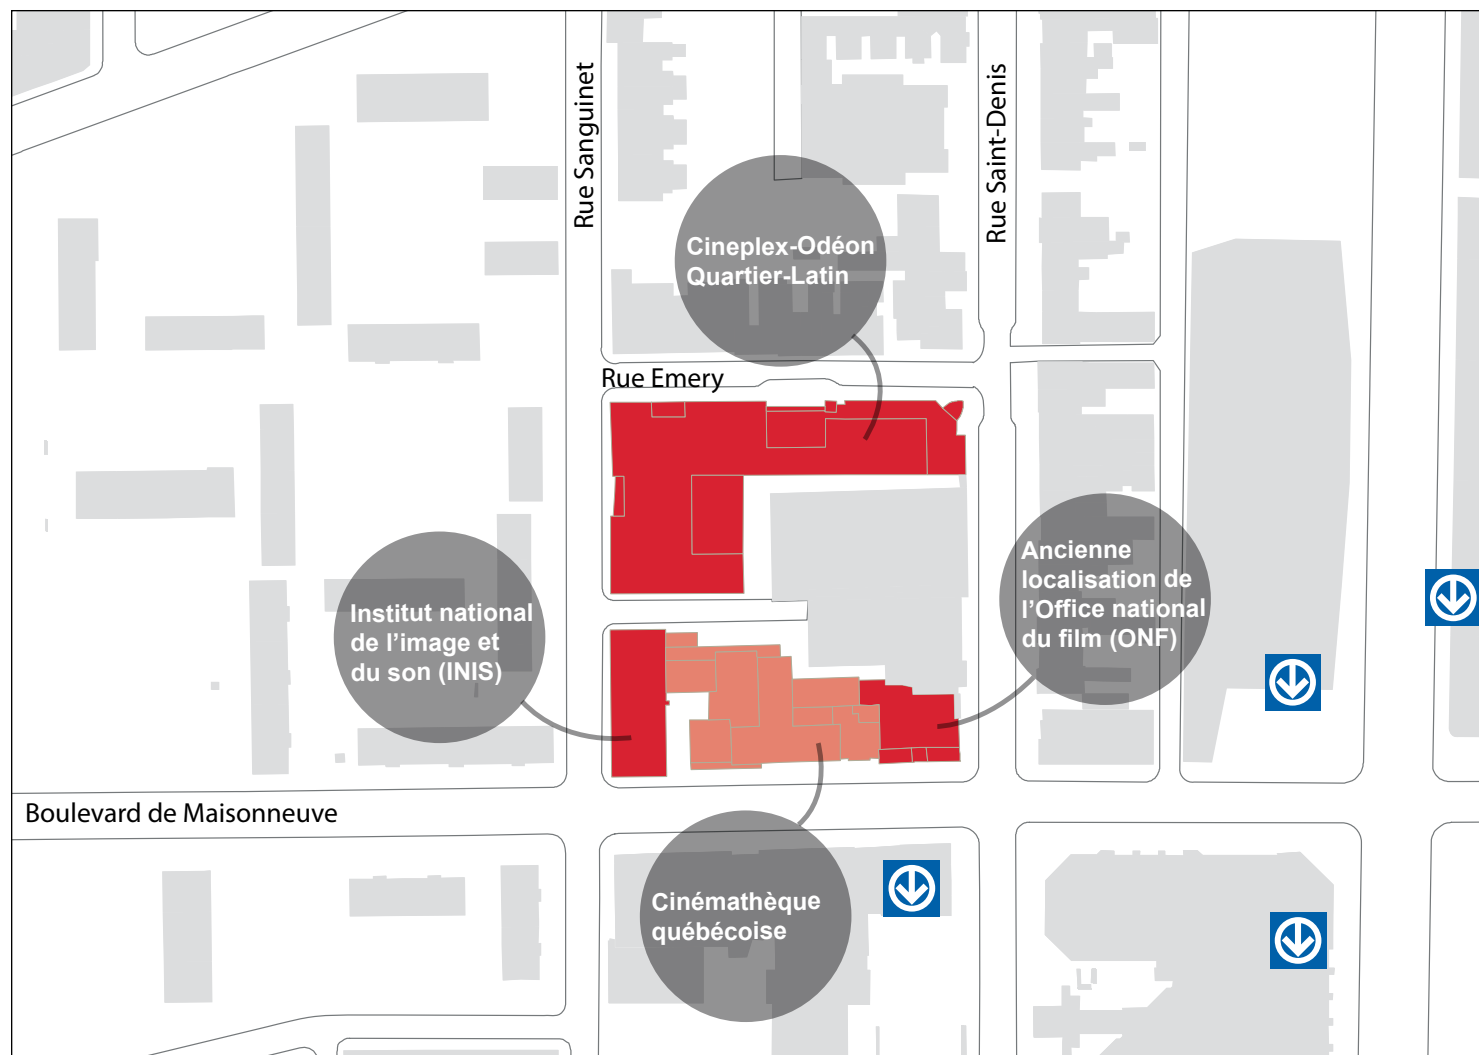 Rue Sanguinet
Rue Saint-Denis
Cineplex-Odéon
Quartier-Latin
Rue Emery
Ancienne
localisation de
l’Office national
du film (ONF)
Institut national
de l’image et
du son (INIS)
Boulevard de Maisonneuve
Cinémathèque
québécoise